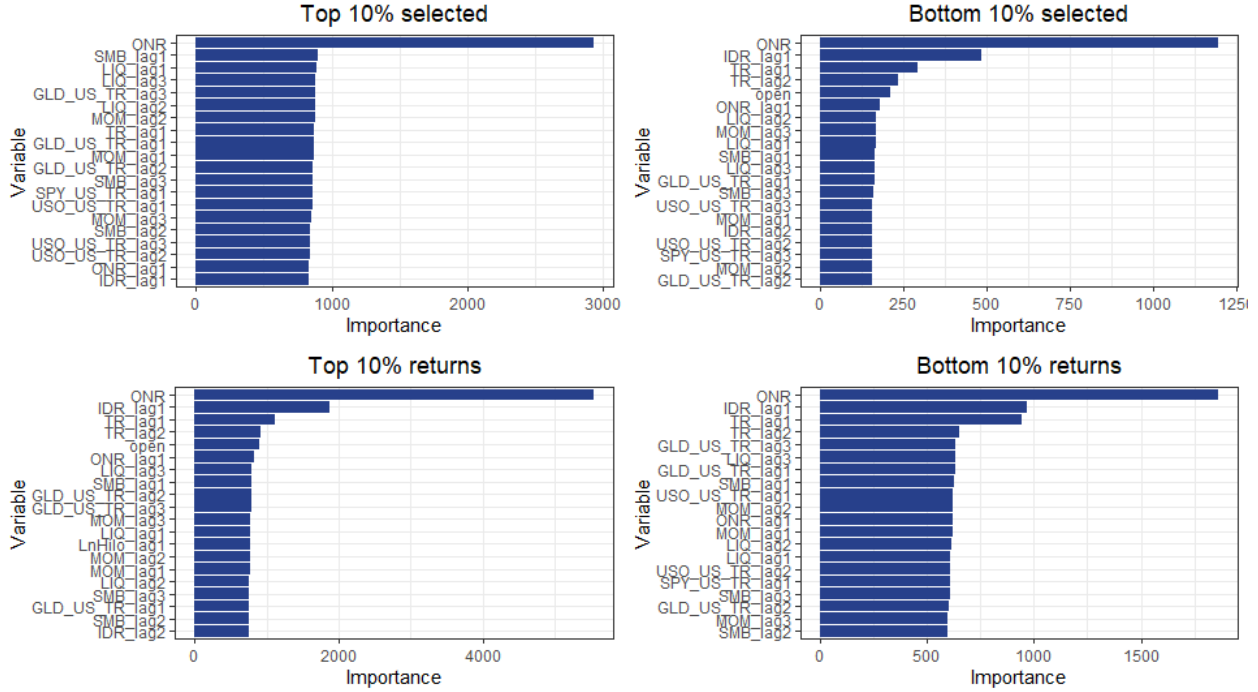 Top 10% selected
Variable
ONR
SMB_lag1
LIQ_lag1
LIQ_lag3
GLD_US_TR_lag3
LIQ_lag2
MOM_lag2
TR_lag1
GLD_US_TR_lag1
MOM_lag1
GLD_US_TR_lag2
SMB_lag3
SPY_US_TR_lag1
USO_US_TR_lag1
MOM_lag3
SMB_lag2
USO_US_TR_lag3
USO_US_TR_lag2
ONR_lag1
IDR_lag1
0 1000 2000 3000
Importance
Bottom 10% selected
Variable
ONR
IDR_lag1
TR_lag1
TR_lag2
open
ONR_lag1
LIQ_lag2
MOM_lag3
LIQ_lag1
SMB_lag1
LIQ_lag3
GLD_US_TR_lag1
SMB_lag3
USO_US_TR_lag3
MOM_lag1
IDR_lag2
USO_US_TR_lag2
SPY_US_TR_lag3
MOM_lag2
GLD_US_TR_lag2
0 250 500 750 1000 1250
Importance
Top 10% returns
Variable
ONR
IDR_lag1
TR_lag1
TR_lag2
open
ONR_lag1
LIQ_lag3
SMB_lag1
GLD_US_TR_lag2
GLD_US_TR_lag3
MOM_lag3
LIQ_lag1
LnHilo_lag1
MOM_lag2
MOM_lag1
LIQ_lag2
SMB_lag3
GLD_US_TR_lag1
SMB_lag2
IDR_lag2
0 2000 4000
Importance
Bottom 10% returns
Variable
ONR
IDR_lag1
TR_lag1
TR_lag2
GLD_US_TR_lag3
LIQ_lag3
GLD_US_TR_lag1
SMB_lag1
USO_US_TR_lag1
MOM_lag2
ONR_lag1
MOM_lag1
LIQ_lag2
LIQ_lag1
USO_US_TR_lag2
SPY_US_TR_lag1
SMB_lag3
GLD_US_TR_lag2
MOM_lag3
SMB_lag2
0 500 1000 1500
Importance